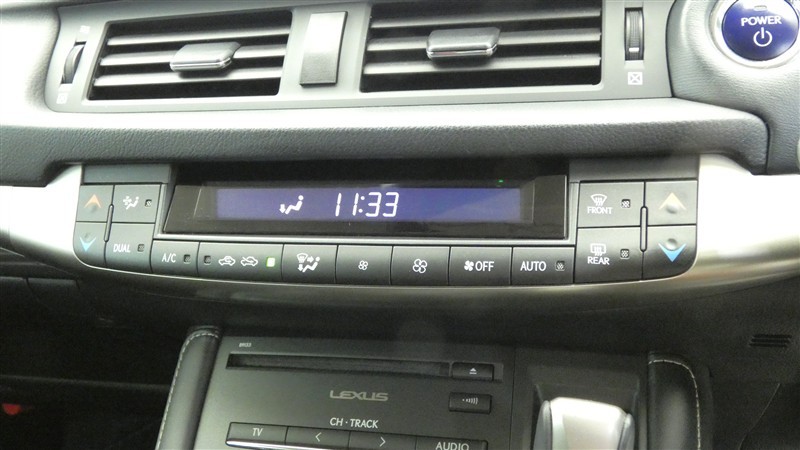 POWER
11:33
FRONT
DUAL
A/C
OFF
AUTO
REAR
LEXUS
CH · TRACK
TV
AUDIO